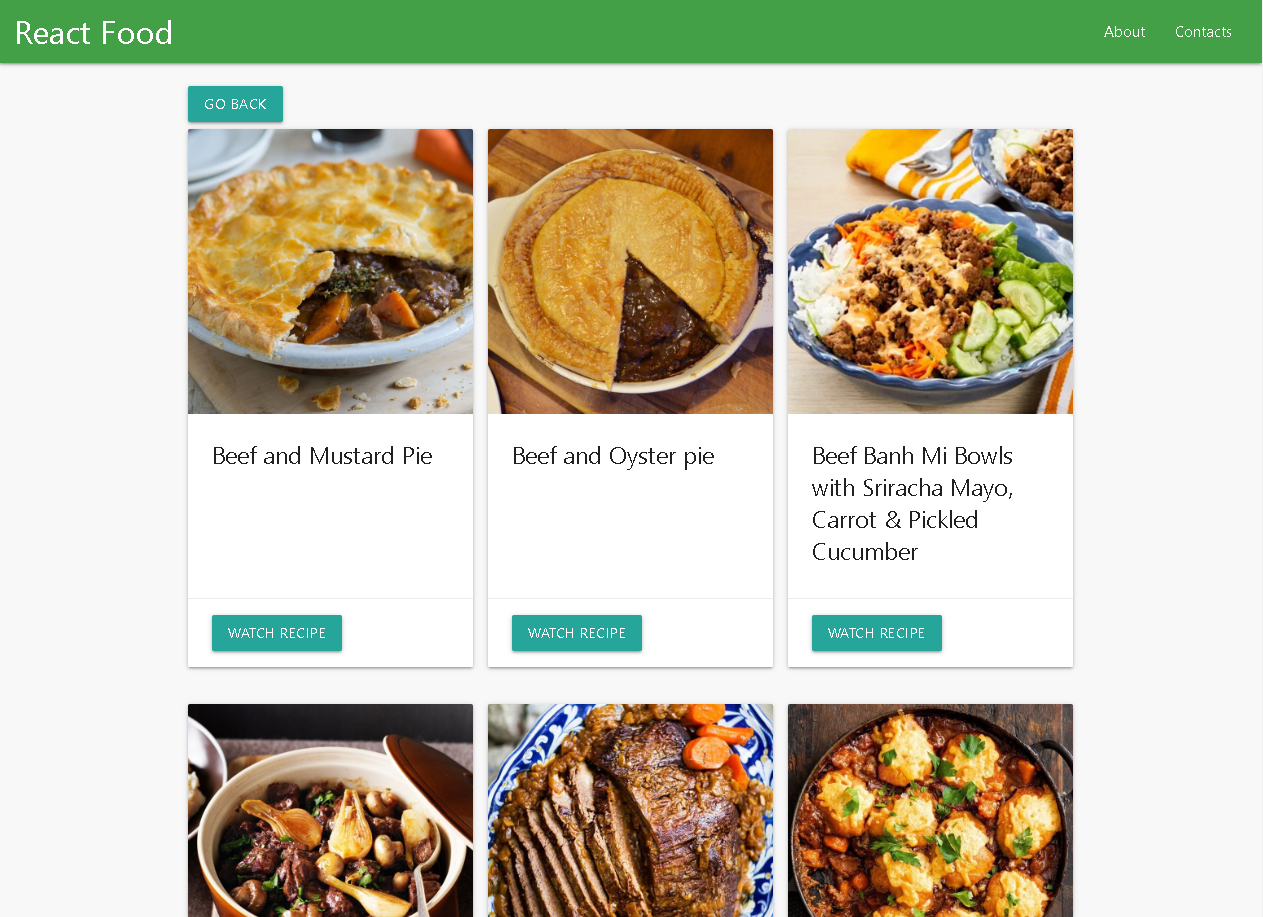 React Food
About
Contacts
GO BACK
Beef and Mustard Pie
Beef and Oyster pie
Beef Banh Mi Bowls
with Sriracha Mayo,
Carrot & Pickled
Cucumber
WATCH RECIPE
WATCH RECIPE
WATCH RECIPE